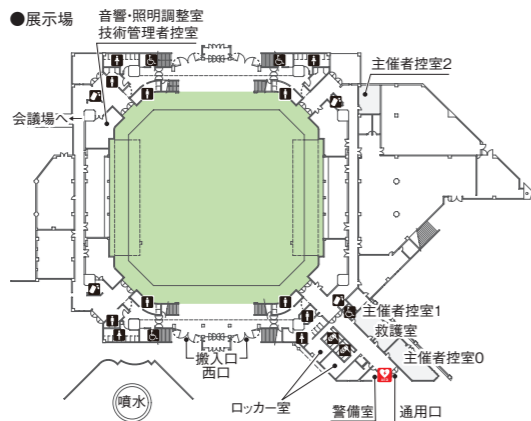 ●展示場
音響・照明調整室
技術管理者控室
主催者控室2
会議場へ
主催者控室1
救護室
主催者控室0
搬入口
西口
ロッカー室
噴水
警備室
通用口